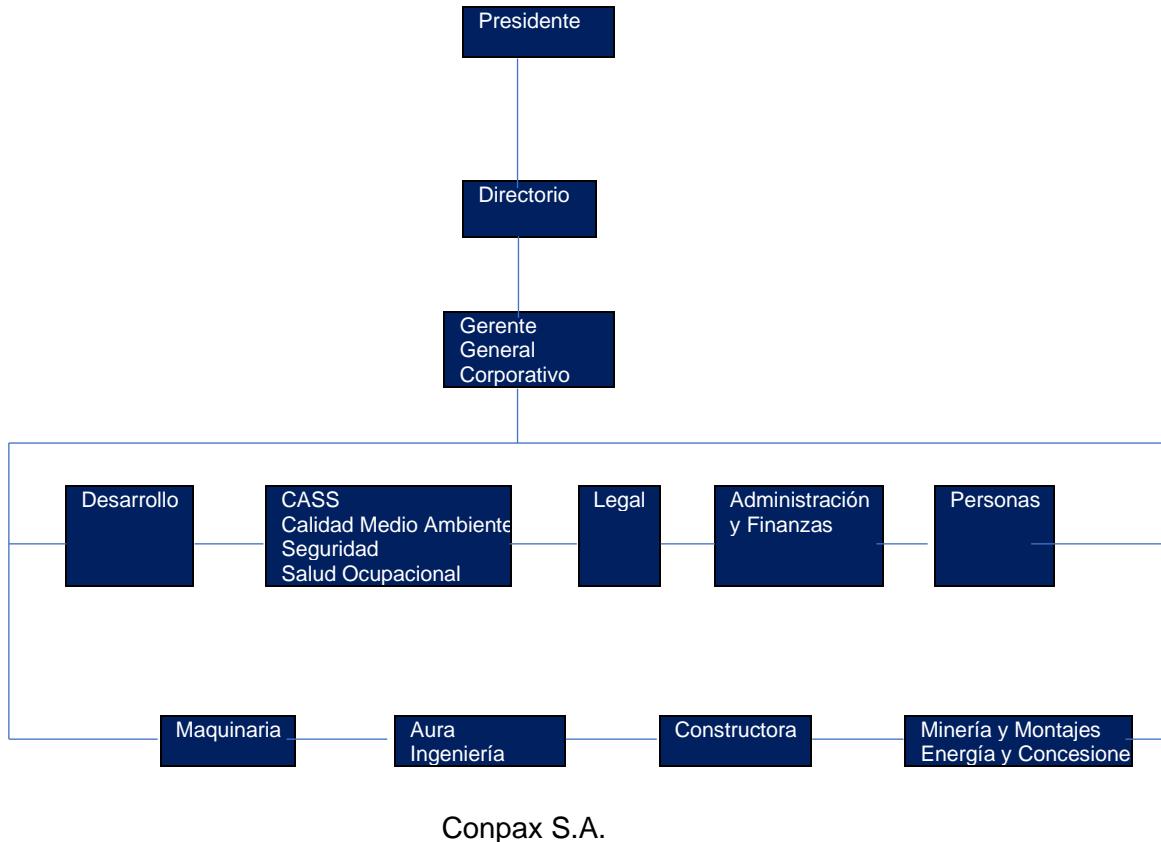 Presidente
Directorio
Gerente
General
Corporativo
Desarrollo
CASS
Calidad Medio Ambiente
Seguridad
Salud Ocupacional
Legal
Administración
y Finanzas
Personas
Maquinaria
Aura
Ingeniería
Constructora
Minería y Montajes
Energía y Concesione
Conpax S.A.